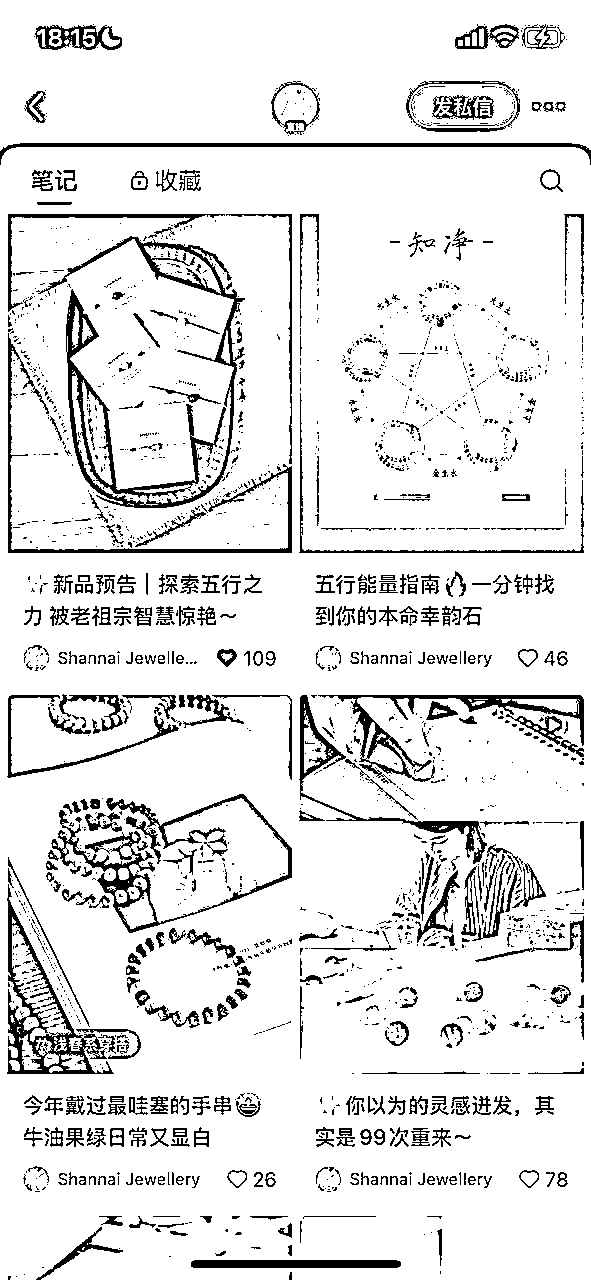 18:15
发私信
笔记
收藏
-知净-
金生水
新品预告｜探索五行之
力 被老祖宗智慧惊艳～
Shannai Jewelle...
109
五行能量指南🔥一分钟找
到你的本命幸韵石
Shannai Jewellery
46
今年戴过最哇塞的手串😀
牛油果绿日常又显白
Shannai Jewellery
26
✨你以为的灵感迸发，其
实是99次重来～
Shannai Jewellery
78